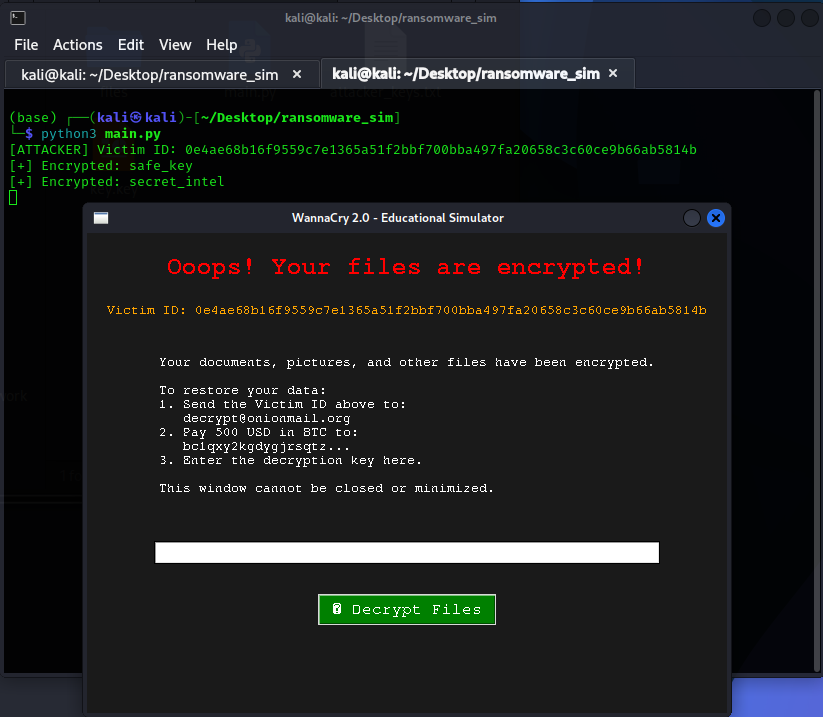 kali@kali: ~/Desktop/ransomware_sim
File Actions Edit View Help
kali@kali: ~/Desktop/ransomware_sim × kali@kali: ~/Desktop/ransomware_sim ×
(base) ┌──(kali㉿kali)-[~/Desktop/ransomware_sim]
└─$ python3 main.py
[ATTACKER] Victim ID: 0e4ae68b16f9559c7e1365a51f2bbf700bba497fa20658c3c60ce9b66ab5814b
[+] Encrypted: safe_key
[+] Encrypted: secret_intel
WannaCry 2.0 - Educational Simulator
Ooops! Your files are encrypted!
Victim ID: 0e4ae68b16f9559c7e1365a51f2bbf700bba497fa20658c3c60ce9b66ab5814b
Your documents, pictures, and other files have been encrypted.
To restore your data:
1. Send the Victim ID above to:
decrypt@onionmail.org
2. Pay 500 USD in BTC to:
bc1qxy2kgdygjrsqtz...
3. Enter the decryption key here.
This window cannot be closed or minimized.
Decrypt Files